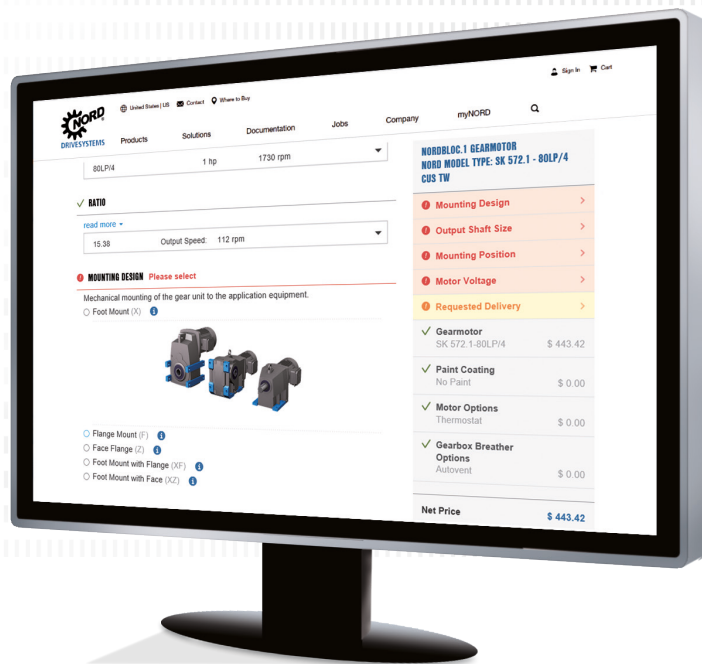 NORD
DRIVESYSTEMS
United States | US Contact Where to Buy
Sign In Cart
Products Solutions Documentation Jobs Company myNORD
80LP/4 1 hp 1730 rpm
RATIO
read more
15.38 Output Speed: 112 rpm
MOUNTING DESIGN Please select
Mechanical mounting of the gear unit to the application equipment.
Foot Mount (X)
Flange Mount (F)
Face Flange (Z)
Foot Mount with Flange (XF)
Foot Mount with Face (XZ)
NORDBLOC.1 GEARMOTOR
NORD MODEL TYPE: SK 572.1 - 80LP/4
CUS TW
Mounting Design
Output Shaft Size
Mounting Position
Motor Voltage
Requested Delivery
Gearmotor
SK 572.1-80LP/4 $ 443.42
Paint Coating
No Paint $ 0.00
Motor Options
Thermostat $ 0.00
Gearbox Breather
Options
Autovent $ 0.00
Net Price $ 443.42